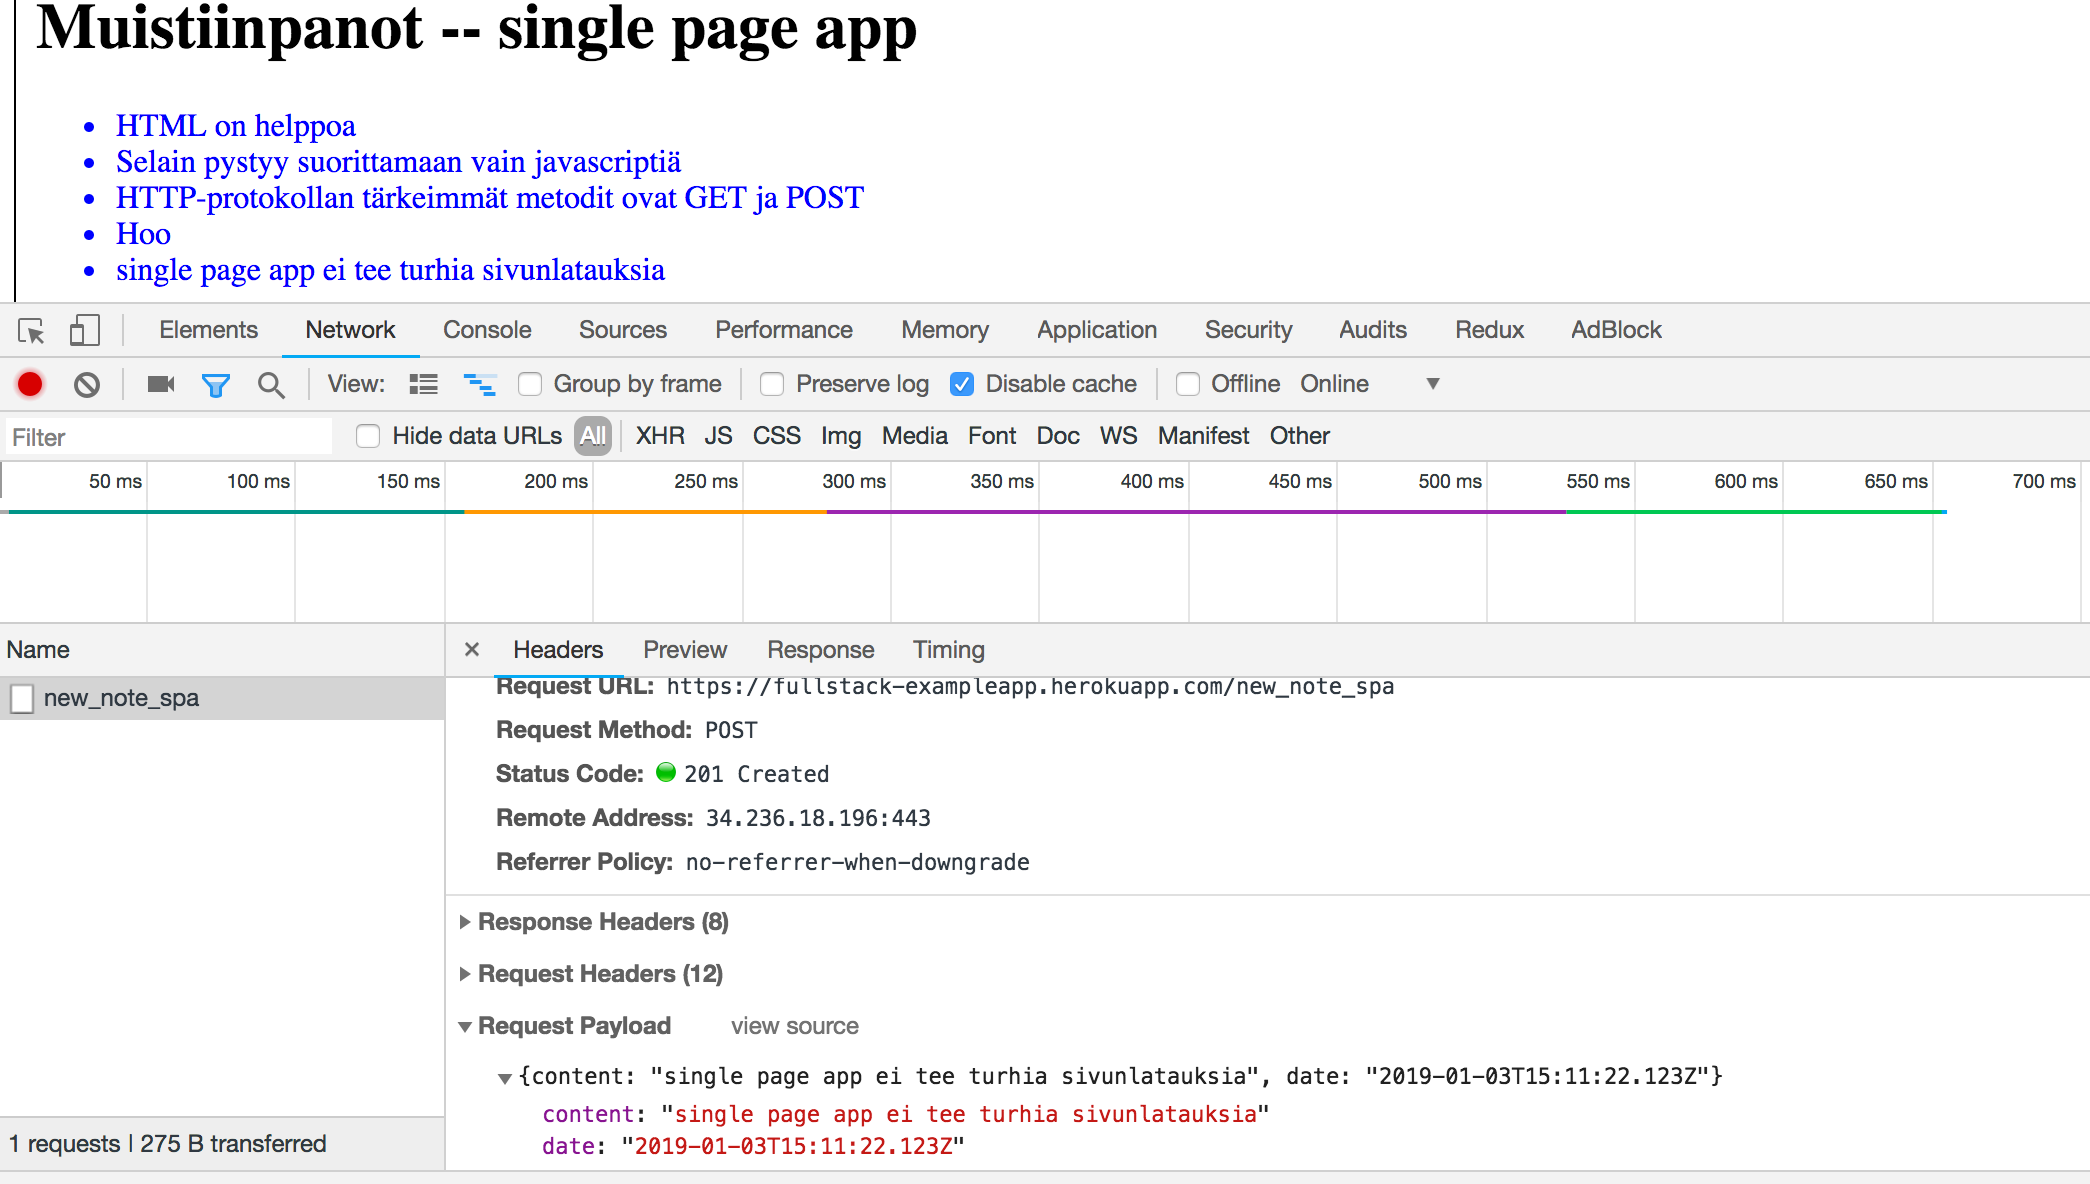 Muistiinpanot -- single page app
HTML on helppoa
Selain pystyy suorittamaan vain javascriptiä
HTTP-protokollan tärkeimmät metodit ovat GET ja POST
Hoo
single page app ei tee turhia sivunlatauksia
Elements Network Console Sources Performance Memory Application Security Audits Redux AdBlock
View: Group by frame Preserve log Disable cache Offline Online
Filter Hide data URLs All XHR JS CSS Img Media Font Doc WS Manifest Other
50 ms 100 ms 150 ms 200 ms 250 ms 300 ms 350 ms 400 ms 450 ms 500 ms 550 ms 600 ms 650 ms 700 ms
Name
new_note_spa
1 requests | 275 B transferred
× Headers Preview Response Timing
Request URL: https://fullstack-exampleapp.herokuapp.com/new_note_spa
Request Method: POST
Status Code: 201 Created
Remote Address: 34.236.18.196:443
Referrer Policy: no-referrer-when-downgrade
Response Headers (8)
Request Headers (12)
Request Payload view source
{content: "single page app ei tee turhia sivunlatauksia", date: "2019-01-03T15:11:22.123Z"}
content: "single page app ei tee turhia sivunlatauksia"
date: "2019-01-03T15:11:22.123Z"